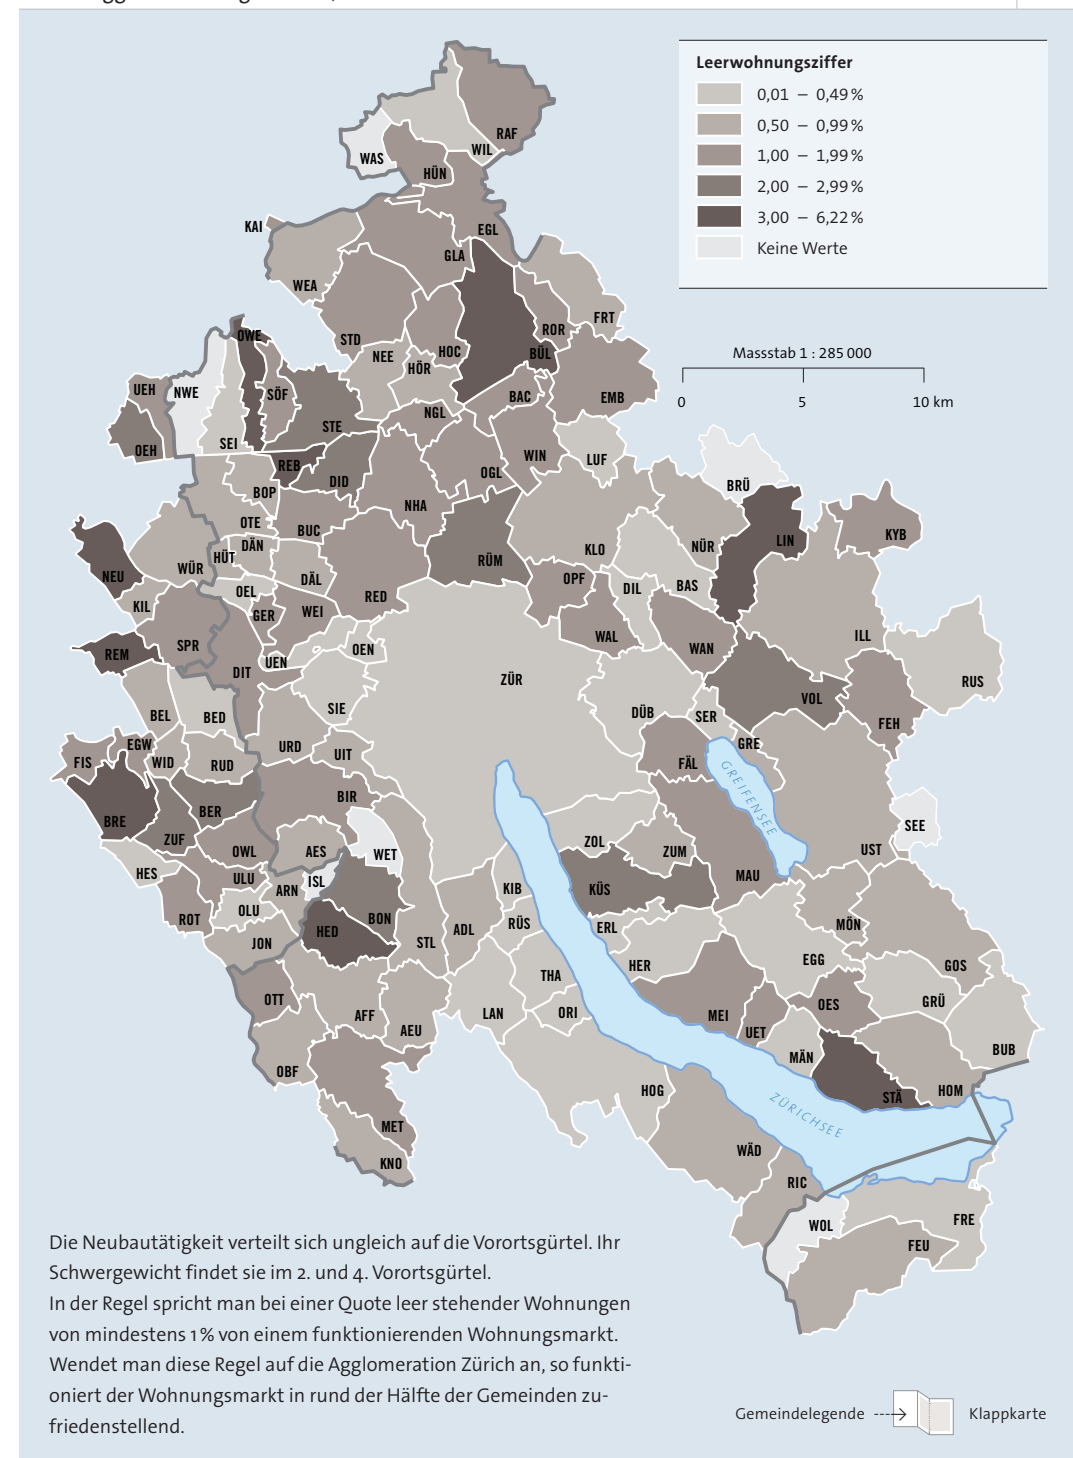 Leerwohnungsziffer
0,01 – 0,49 %
0,50 – 0,99 %
1,00 – 1,99 %
2,00 – 2,99 %
3,00 – 6,22 %
Keine Werte
Massstab 1 : 285 000
0 5 10 km
RAF
WIL
WAS
HÜN
KAI
EGL
GLA
WEA
FRT
ROR
OWE
STD
NEE
HOC
BÜL
HÖR
UEH
NWE
SÖF
BAC
EMB
NGL
STE
OEH
SEI
WIN
LUF
REB
OGL
DID
BRÜ
BOP
NHA
OTE
BUC
KYB
LIN
DÄN
KLO
NÜR
HÜT
RÜM
WÜR
NEU
DÄL
OPF
OEL
DIL
BAS
RED
KIL
GER
WEI
WAL
ILL
SPR
WAN
OEN
REM
UEN
DIT
ZÜR
RUS
VOL
SIE
BEL
BED
DÜB
SER
FEH
EGW
URD
GRE
UIT
FIS
WID
RUD
FÄL
GREIFENSEE
BIR
BER
BRE
SEE
ZUF
ZOL
OWL
AES
WET
ZUM
UST
HES
ULU
ISL
MAU
ARN
KIB
KÜS
OLU
ROT
BON
RÜS
MÖN
HED
ADL
ERL
JON
STL
EGG
HER
GOS
THA
OTT
GRÜ
OES
AFF
LAN
ORI
MEI
AEU
UET
BUB
MÄN
OBF
HOG
HOM
STÄ
ZÜRICHSEE
MET
WÄD
KNO
RIC
FRE
WOL
FEU
Die Neubautätigkeit verteilt sich ungleich auf die Vorortsgürtel. Ihr
Schwergewicht findet sie im 2. und 4. Vorortsgürtel.
In der Regel spricht man bei einer Quote leer stehender Wohnungen
von mindestens 1 % von einem funktionierenden Wohnungsmarkt.
Wendet man diese Regel auf die Agglomeration Zürich an, so funkti-
oniert der Wohnungsmarkt in rund der Hälfte der Gemeinden zu-
friedenstellend.
Gemeindelegende
Klappkarte